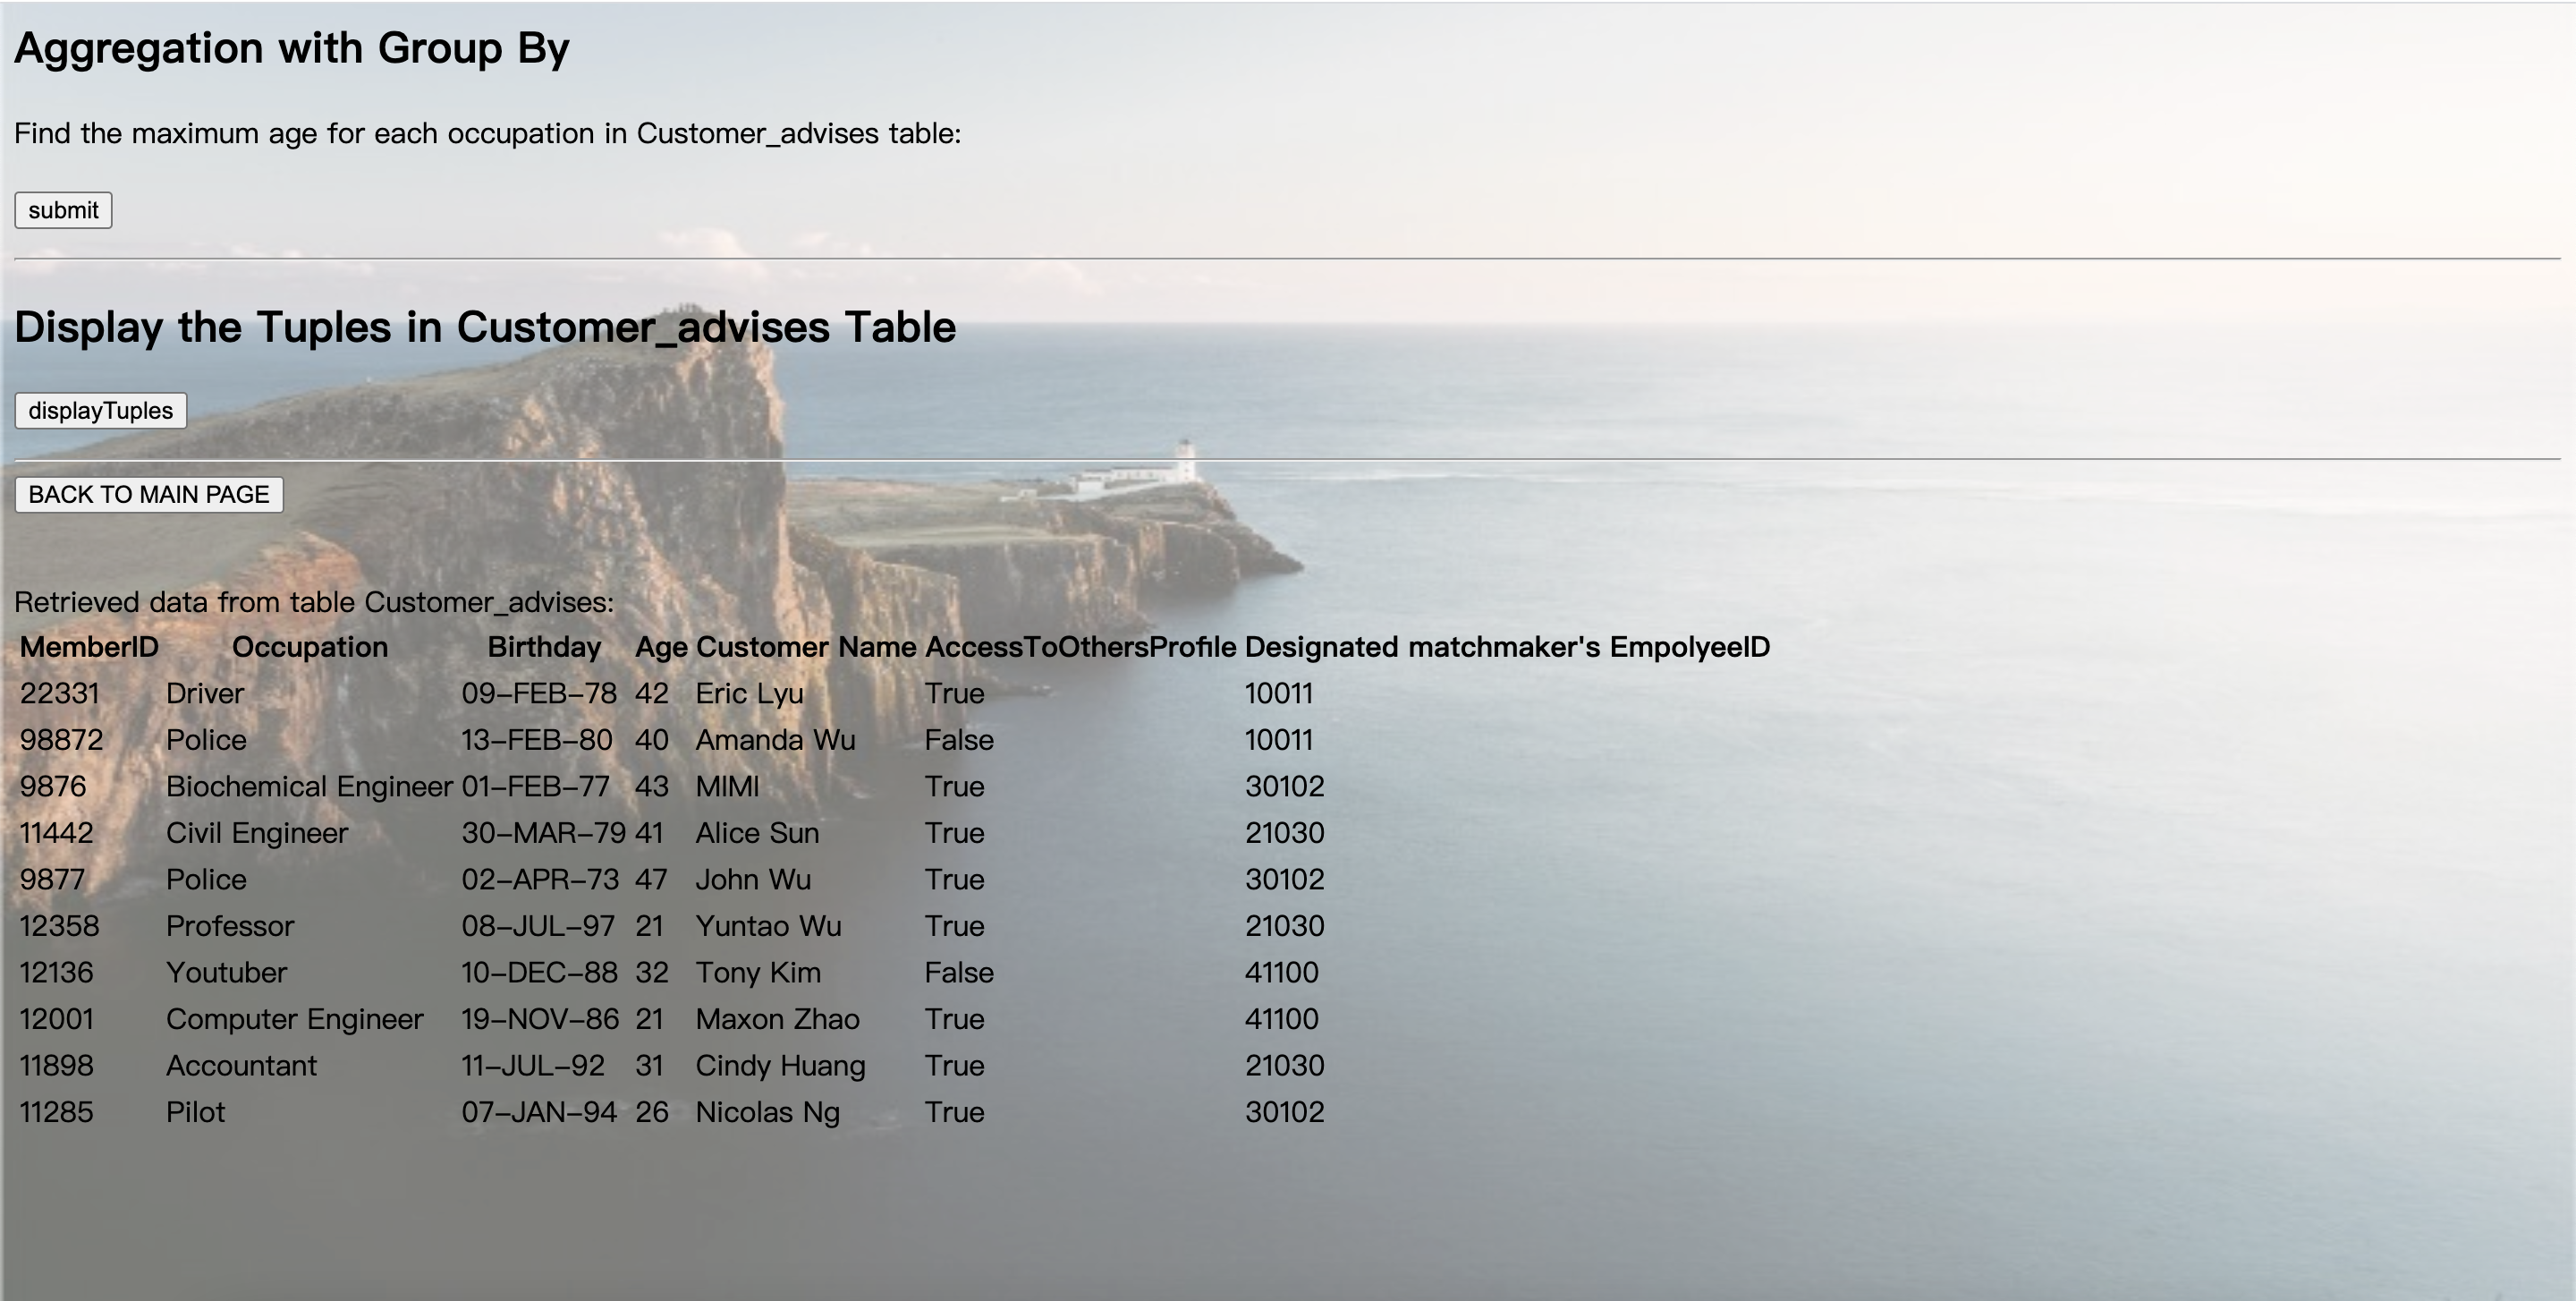 Aggregation with Group By
Find the maximum age for each occupation in Customer_advises table:
submit
Display the Tuples in Customer_advises Table
displayTuples
BACK TO MAIN PAGE
Retrieved data from table Customer_advises:
MemberID Occupation Birthday Age Customer Name AccessToOthersProfile Designated matchmaker's EmpolyeeID
22331 Driver 09-FEB-78 42 Eric Lyu True 10011
98872 Police 13-FEB-80 40 Amanda Wu False 10011
9876 Biochemical Engineer 01-FEB-77 43 MIMI True 30102
11442 Civil Engineer 30-MAR-79 41 Alice Sun True 21030
9877 Police 02-APR-73 47 John Wu True 30102
12358 Professor 08-JUL-97 21 Yuntao Wu True 21030
12136 Youtuber 10-DEC-88 32 Tony Kim False 41100
12001 Computer Engineer 19-NOV-86 21 Maxon Zhao True 41100
11898 Accountant 11-JUL-92 31 Cindy Huang True 21030
11285 Pilot 07-JAN-94 26 Nicolas Ng True 30102